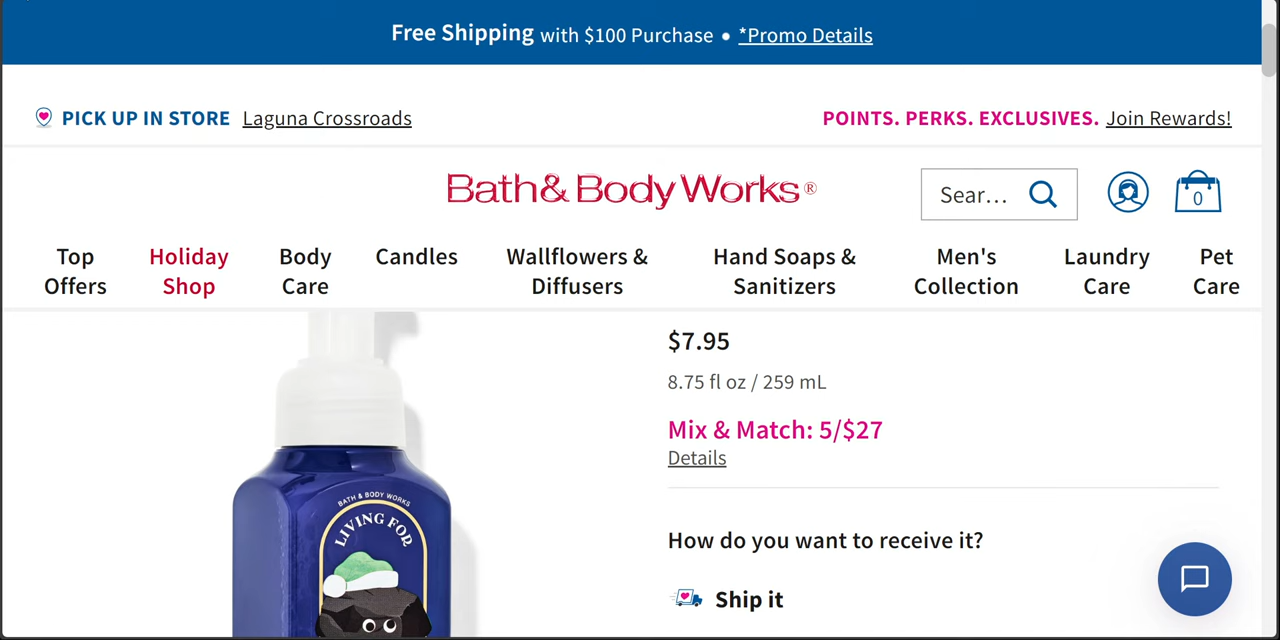 Free Shipping with $100 Purchase • *Promo Details
PICK UP IN STORE Laguna Crossroads
POINTS. PERKS. EXCLUSIVES. Join Rewards!
Bath & Body Works®
Sear...
0
Top Offers
Holiday Shop
Body Care
Candles
Wallflowers & Diffusers
Hand Soaps & Sanitizers
Men's Collection
Laundry Care
Pet Care
$7.95
8.75 fl oz / 259 mL
Mix & Match: 5/$27
Details
How do you want to receive it?
Ship it
BATH & BODY WORKS
LIVING FOR